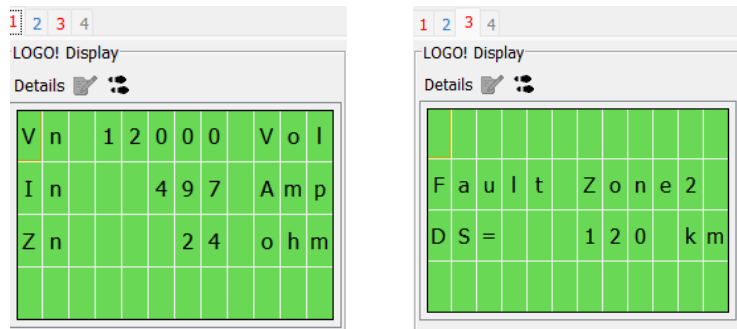 1 2 3 4
LOGO! Display
Details
Vn 12000 Vol
In 497 Amp
Zn 24 ohm
1 2 3 4
LOGO! Display
Details
Fault Zone2
DS= 120 km